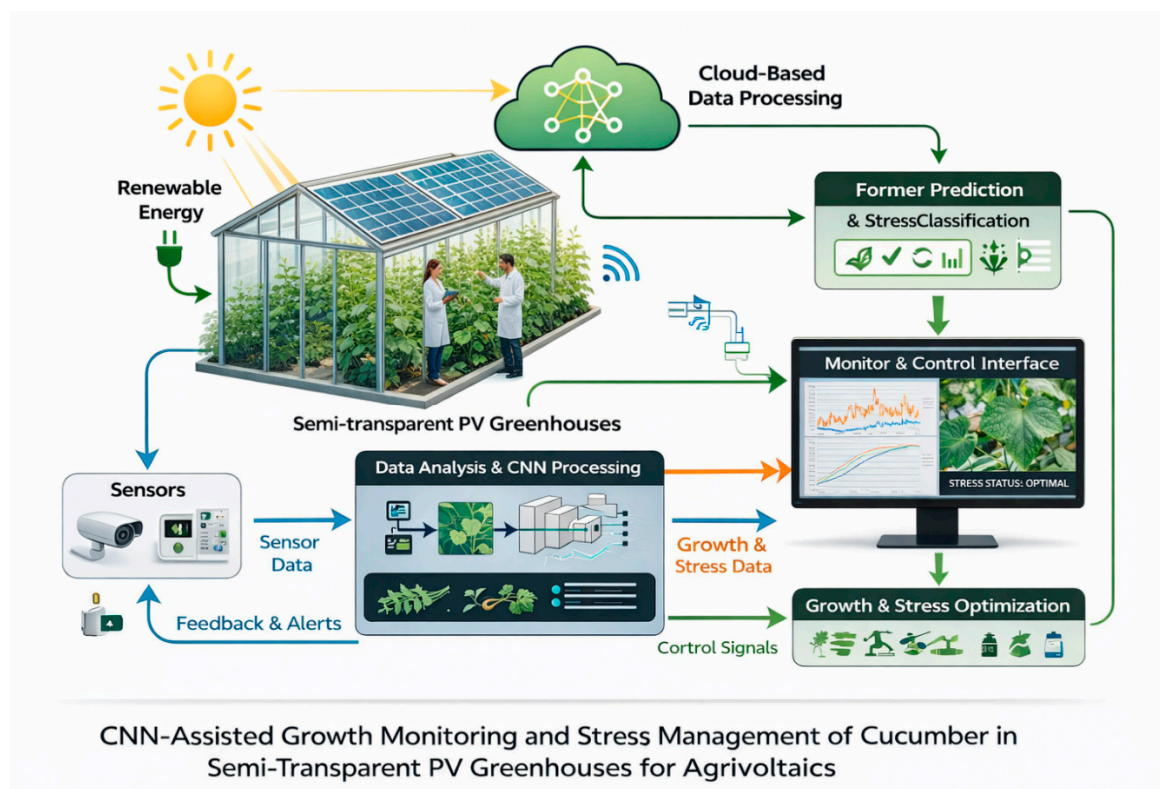 Cloud-Based
Data Processing
Renewable
Energy
Former Prediction
& StressClassification
Monitor & Control Interface
STRESS STATUS: OPTIMAL
Semi-transparent PV Greenhouses
Data Analysis & CNN Processing
Sensors
Sensor
Data
Growth &
Stress Data
Feedback & Alerts
Growth & Stress Optimization
Cortrol Signals
CNN-Assisted Growth Monitoring and Stress Management of Cucumber in
Semi-Transparent PV Greenhouses for Agrivoltaics